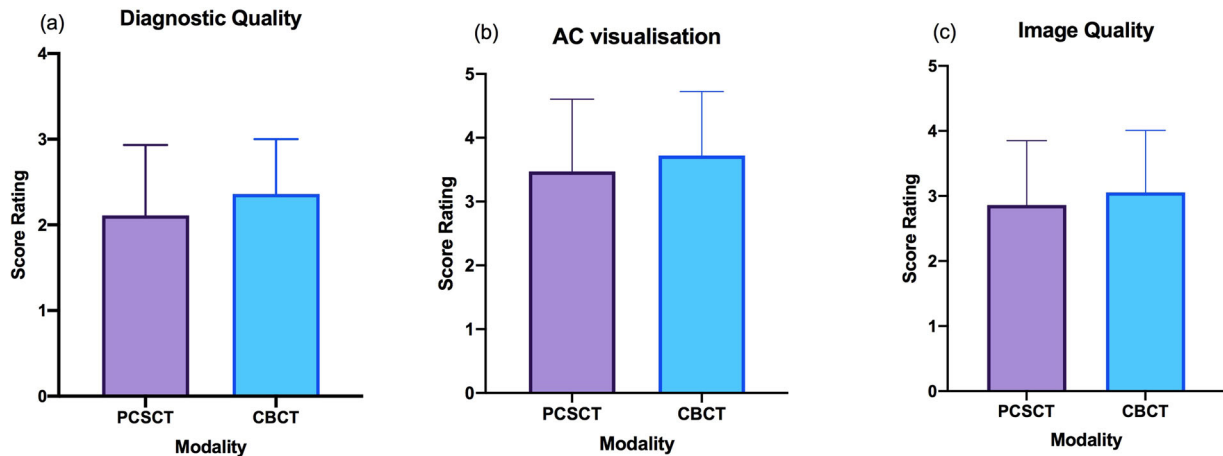 (a)
Diagnostic Quality
4
3
2
1
0
Score Rating
PCSCT CBCT
Modality
(b)
AC visualisation
5
4
3
2
1
0
Score Rating
PCSCT CBCT
Modality
(c)
Image Quality
5
4
3
2
1
0
Score Rating
PCSCT CBCT
Modality